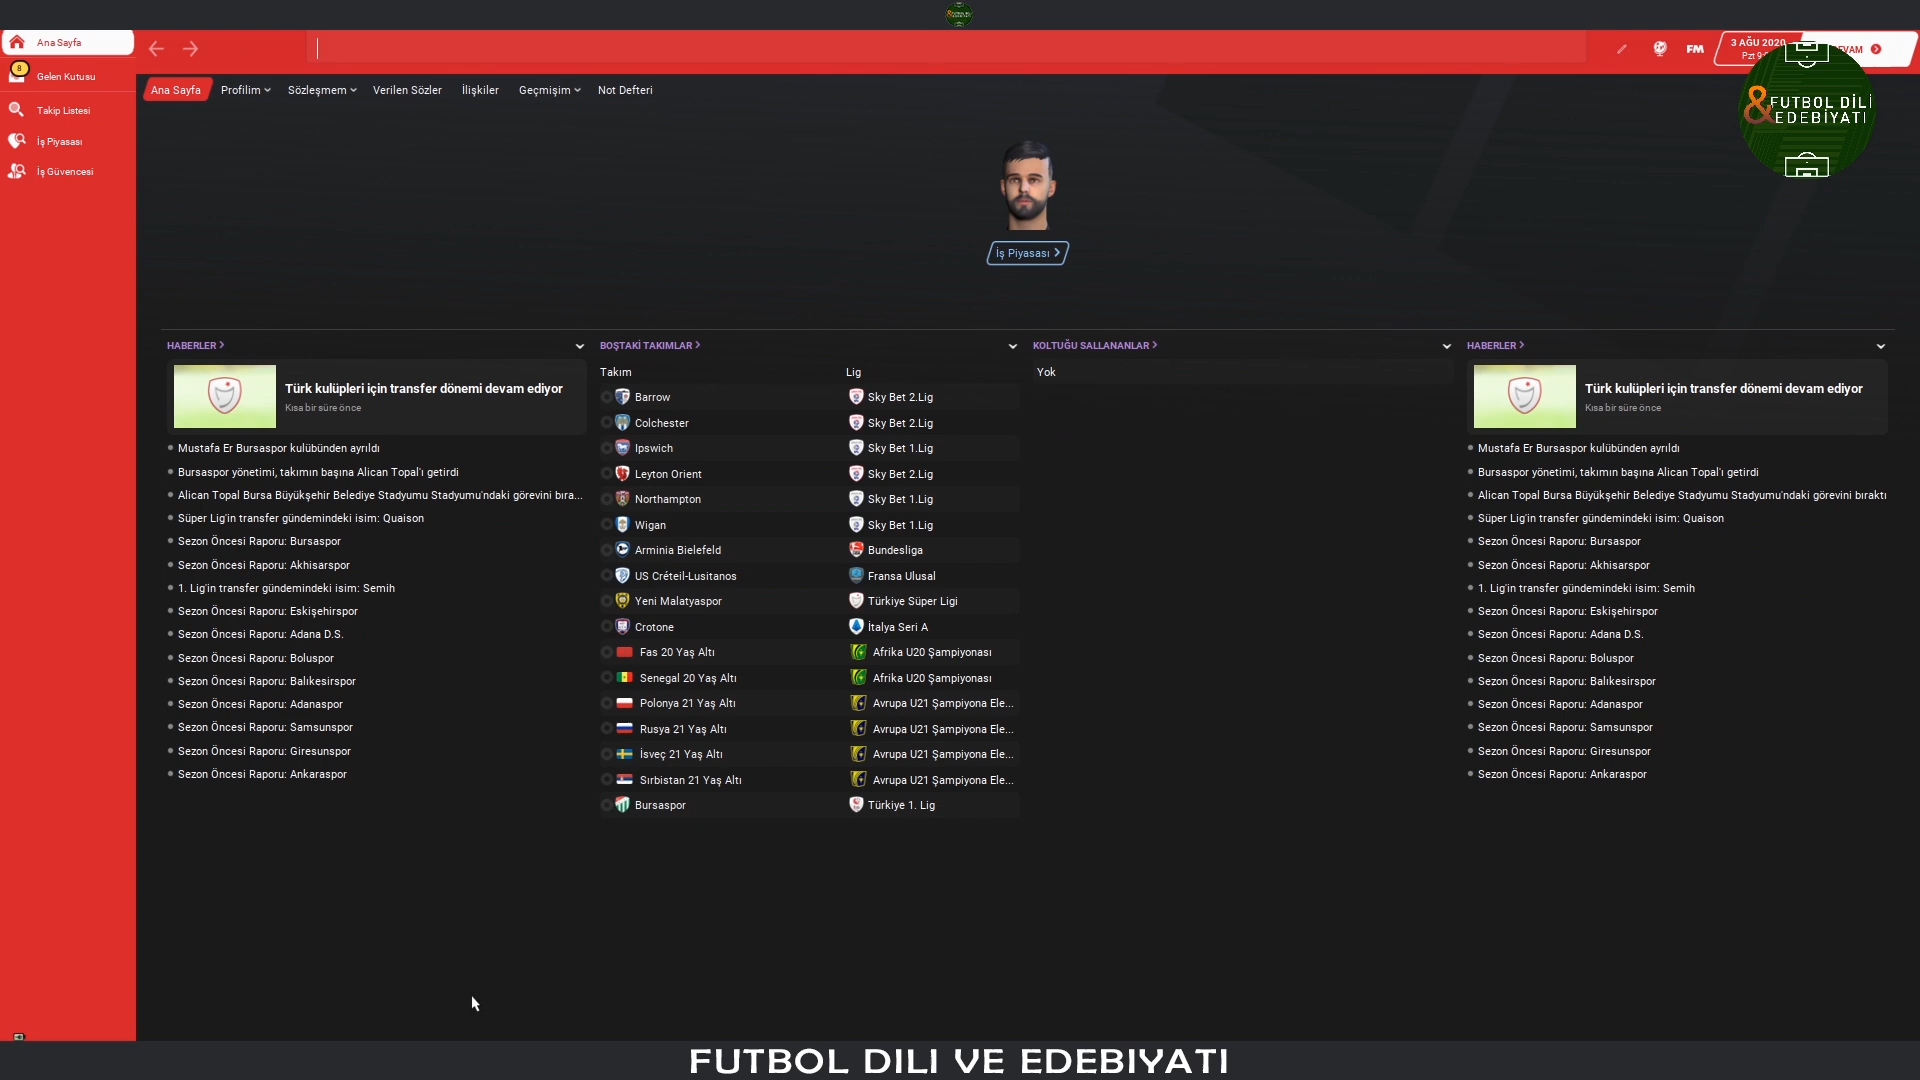 Ana Sayfa
8
Gelen Kutusu
Takip Listesi
İş Piyasası
İş Güvencesi
FM
3 AĞU 2020
Pzt 9:
FUTBOL DİLİ
&EDEBİYATI
Ana Sayfa Profilim Sözleşmem Verilen Sözler İlişkiler Geçmişim Not Defteri
İş Piyasası
HABERLER
Türk kulüpleri için transfer dönemi devam ediyor
Kısa bir süre önce
Mustafa Er Bursaspor kulübünden ayrıldı
Bursaspor yönetimi, takımın başına Alican Topal'ı getirdi
Alican Topal Bursa Büyükşehir Belediye Stadyumu Stadyumu'ndaki görevini bıra...
Süper Lig'in transfer gündemindeki isim: Quaison
Sezon Öncesi Raporu: Bursaspor
Sezon Öncesi Raporu: Akhisarspor
1. Lig'in transfer gündemindeki isim: Semih
Sezon Öncesi Raporu: Eskişehirspor
Sezon Öncesi Raporu: Adana D.S.
Sezon Öncesi Raporu: Boluspor
Sezon Öncesi Raporu: Balıkesirspor
Sezon Öncesi Raporu: Adanaspor
Sezon Öncesi Raporu: Samsunspor
Sezon Öncesi Raporu: Giresunspor
Sezon Öncesi Raporu: Ankaraspor
BOŞTAKİ TAKIMLAR
Takım Lig
Barrow Sky Bet 2.Lig
Colchester Sky Bet 2.Lig
Ipswich Sky Bet 1.Lig
Leyton Orient Sky Bet 2.Lig
Northampton Sky Bet 1.Lig
Wigan Sky Bet 1.Lig
Arminia Bielefeld Bundesliga
US Créteil-Lusitanos Fransa Ulusal
Yeni Malatyaspor Türkiye Süper Ligi
Crotone İtalya Seri A
Fas 20 Yaş Altı Afrika U20 Şampiyonası
Senegal 20 Yaş Altı Afrika U20 Şampiyonası
Polonya 21 Yaş Altı Avrupa U21 Şampiyona Ele...
Rusya 21 Yaş Altı Avrupa U21 Şampiyona Ele...
İsveç 21 Yaş Altı Avrupa U21 Şampiyona Ele...
Sırbistan 21 Yaş Altı Avrupa U21 Şampiyona Ele...
Bursaspor Türkiye 1. Lig
KOLTUĞU SALLANANLAR
Yok
HABERLER
Türk kulüpleri için transfer dönemi devam ediyor
Kısa bir süre önce
Mustafa Er Bursaspor kulübünden ayrıldı
Bursaspor yönetimi, takımın başına Alican Topal'ı getirdi
Alican Topal Bursa Büyükşehir Belediye Stadyumu Stadyumu'ndaki görevini bıraktı
Süper Lig'in transfer gündemindeki isim: Quaison
Sezon Öncesi Raporu: Bursaspor
Sezon Öncesi Raporu: Akhisarspor
1. Lig'in transfer gündemindeki isim: Semih
Sezon Öncesi Raporu: Eskişehirspor
Sezon Öncesi Raporu: Adana D.S.
Sezon Öncesi Raporu: Boluspor
Sezon Öncesi Raporu: Balıkesirspor
Sezon Öncesi Raporu: Adanaspor
Sezon Öncesi Raporu: Samsunspor
Sezon Öncesi Raporu: Giresunspor
Sezon Öncesi Raporu: Ankaraspor
FUTBOL DILI VE EDEBIYATI